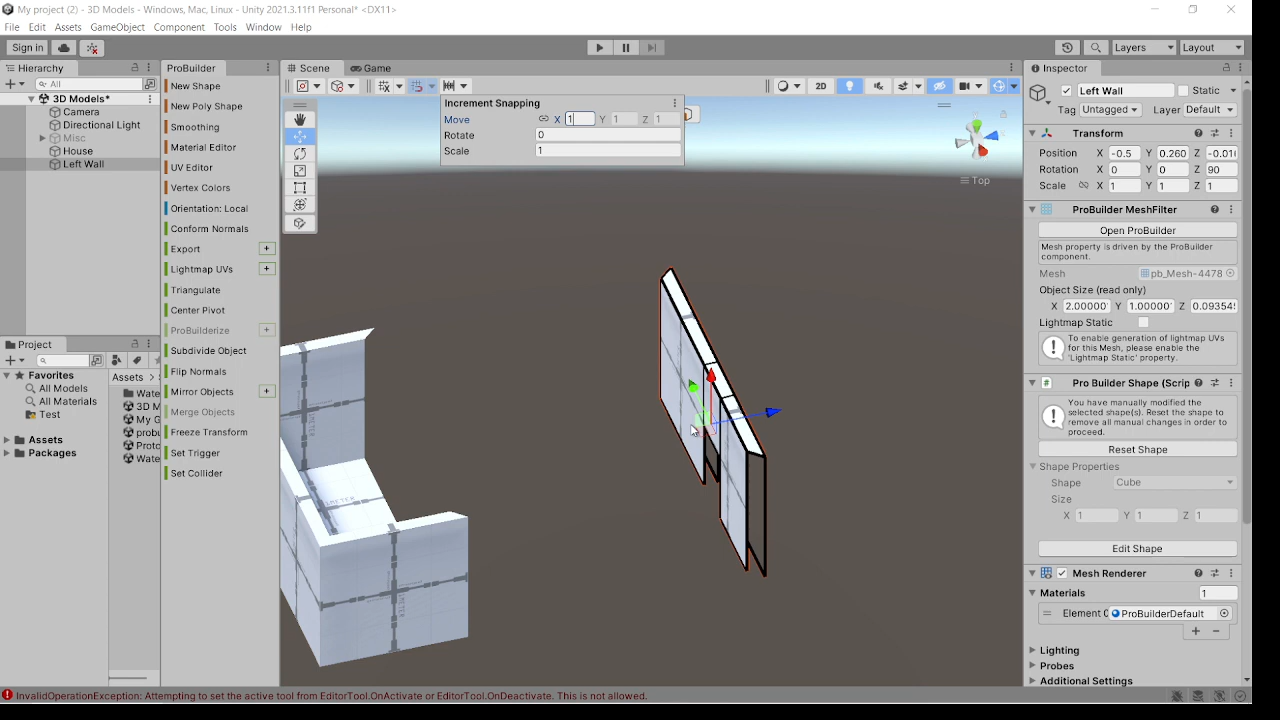 My project (2) - 3D Models - Windows, Mac, Linux - Unity 2021.3.11f1 Personal* <DX11>
File Edit Assets GameObject Component Tools Window Help
Sign in Layers Layout
Hierarchy ProBuilder Scene Game Inspector
All
3D Models*
Camera
Directional Light
Misc
House
Left Wall
New Shape
New Poly Shape
Smoothing
Material Editor
UV Editor
Vertex Colors
Orientation: Local
Conform Normals
Export +
Lightmap UVs +
Triangulate
Center Pivot
ProBuilderize +
Subdivide Object
Flip Normals
Mirror Objects +
Merge Objects
Freeze Transform
Set Trigger
Set Collider
Project
Favorites
All Models
All Materials
Test
Assets
Packages
Assets >
Wate
3D M
My G
probu
Proto
Wate
2D
Increment Snapping
Move X 1 Y 1 Z 1
Rotate 0
Scale 1
Top
METER
Left Wall Static
Tag Untagged Layer Default
Transform
Position X -0.5 Y 0.260 Z -0.01
Rotation X 0 Y 0 Z 90
Scale X 1 Y 1 Z 1
ProBuilder MeshFilter
Open ProBuilder
Mesh property is driven by the ProBuilder
component.
Mesh pb_Mesh-4478
Object Size (read only)
X 2.00000 Y 1.00000 Z 0.09354
Lightmap Static
To enable generation of lightmap UVs
for this Mesh, please enable the
'Lightmap Static' property.
Pro Builder Shape (Scrip
You have manually modified the
selected shape(s). Reset the shape to
remove all manual changes in order to
proceed.
Reset Shape
Shape Properties
Shape Cube
Size
X 1 Y 1 Z 1
Edit Shape
Mesh Renderer
Materials 1
Element 0 ProBuilderDefault
+ -
Lighting
Probes
Additional Settings
InvalidOperationException: Attempting to set the active tool from EditorTool.OnActivate or EditorTool.OnDeactivate. This is not allowed.